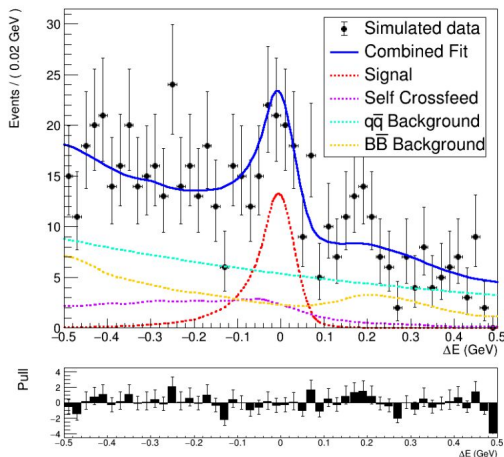 Events / ( 0.02 GeV )
30
25
20
15
10
5
0
Simulated data
Combined Fit
Signal
Self Crossfeed
qq̅ Background
BB̅ Background
−0.5 −0.4 −0.3 −0.2 −0.1 0 0.1 0.2 0.3 0.4 0.5
ΔE (GeV)
Pull
4
2
0
−2
−4
−0.5 −0.4 −0.3 −0.2 −0.1 0 0.1 0.2 0.3 0.4 0.5
ΔE (GeV)